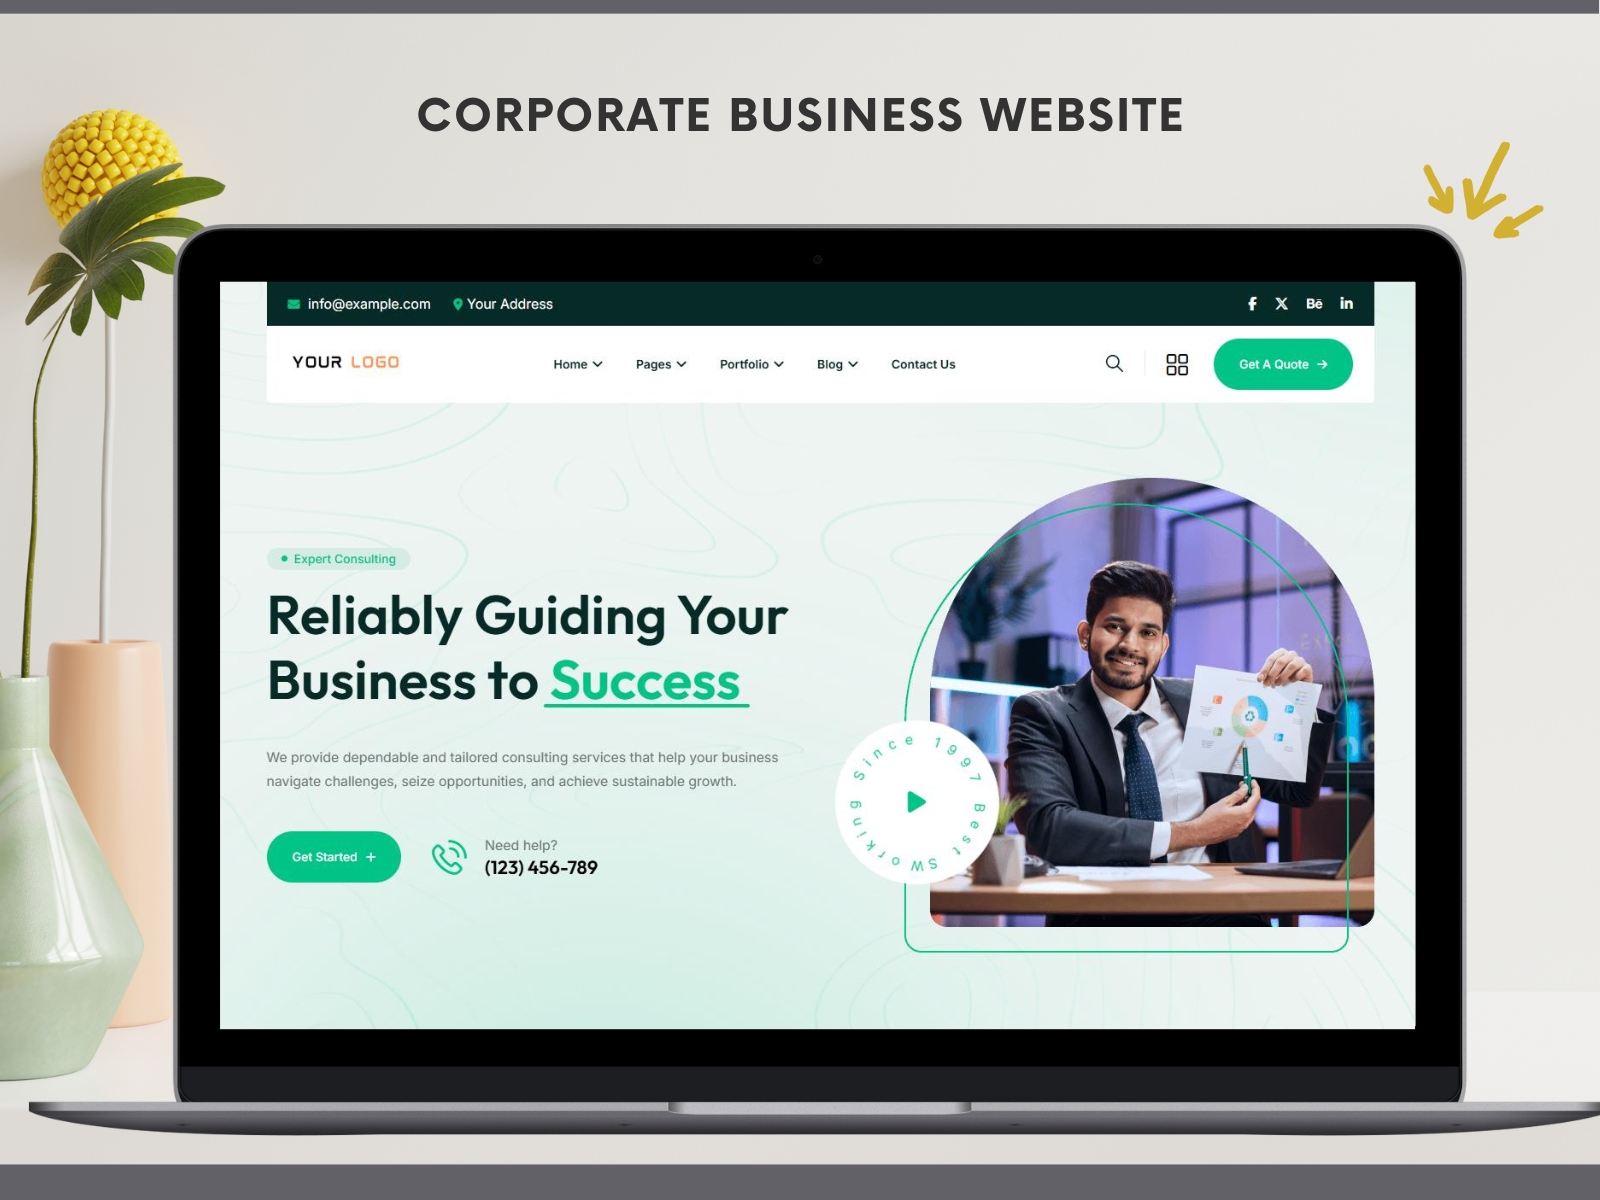 CORPORATE BUSINESS WEBSITE
info@example.com Your Address Bē in
YOUR LOGO Home Pages Portfolio Blog Contact Us Get A Quote
Expert Consulting
Reliably Guiding Your
Business to Success
We provide dependable and tailored consulting services that help your business
navigate challenges, seize opportunities, and achieve sustainable growth.
Get Started
Need help?
(123) 456-789
Since 1997 Best SWorking